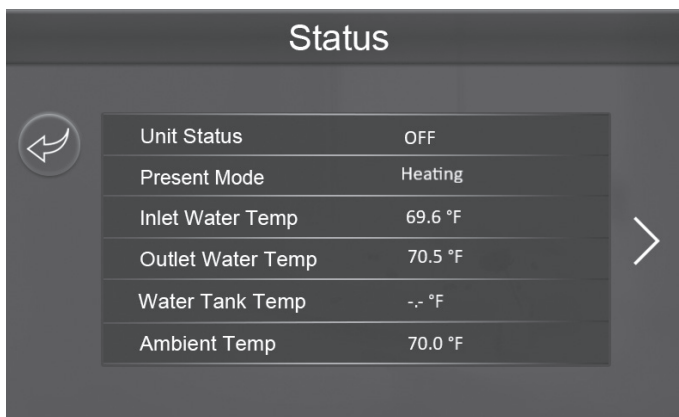 Status
Unit Status OFF
Present Mode Heating
Inlet Water Temp 69.6 °F
Outlet Water Temp 70.5 °F
Water Tank Temp -.- °F
Ambient Temp 70.0 °F